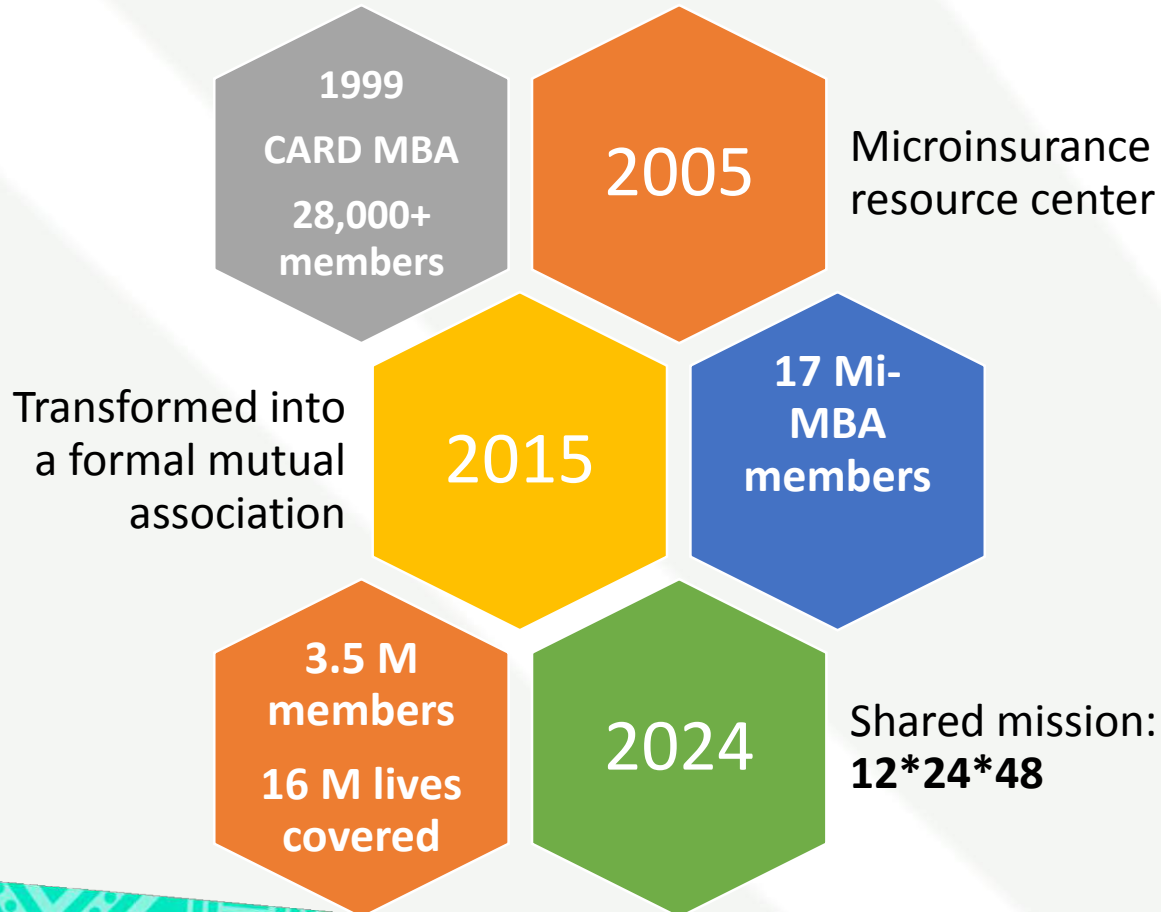 1999
CARD MBA
28,000+
members
2005
Microinsurance
resource center
Transformed into
a formal mutual
association
2015
17 Mi-
MBA
members
3.5 M
members
16 M lives
covered
2024
Shared mission:
12*24*48